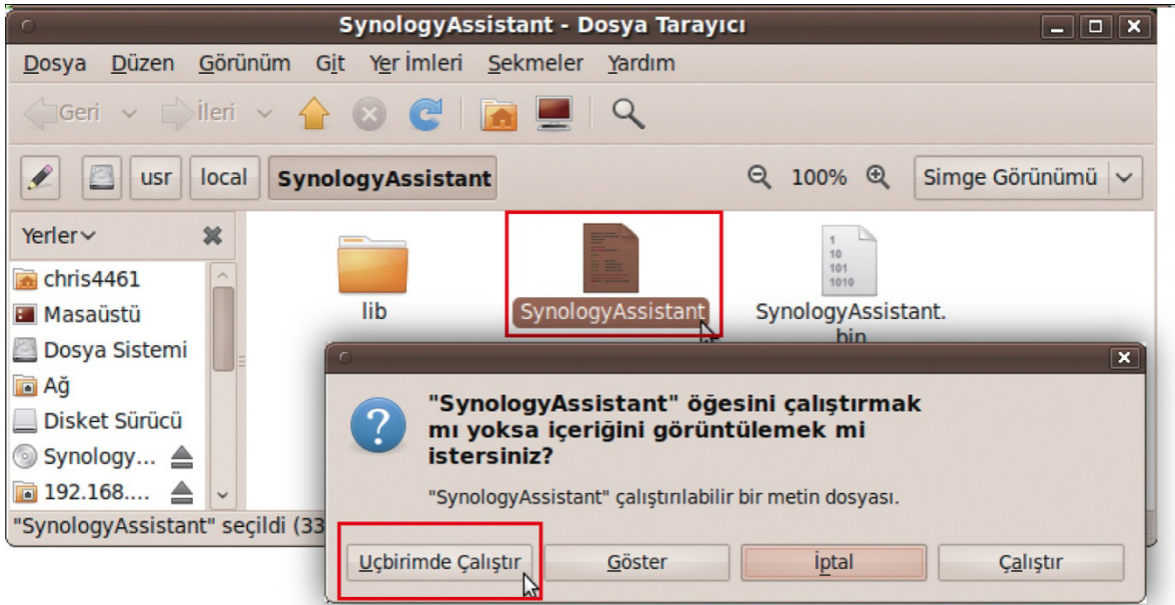 SynologyAssistant - Dosya Tarayıcı
Dosya Düzen Görünüm Git Yer İmleri Sekmeler Yardım
Geri İleri
usr local SynologyAssistant 100% Simge Görünümü
Yerler
chris4461
Masaüstü
Dosya Sistemi
Ağ
Disket Sürücü
Synology...
192.168....
lib
SynologyAssistant
1
10
101
1010
SynologyAssistant.
bin
"SynologyAssistant" seçildi (33
"SynologyAssistant" öğesini çalıştırmak
mı yoksa içeriğini görüntülemek mi
istersiniz?
"SynologyAssistant" çalıştırılabilir bir metin dosyası.
Uçbirimde Çalıştır Göster İptal Çalıştır